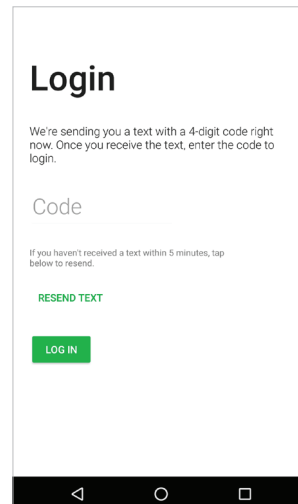 Login
We're sending you a text with a 4-digit code right
now. Once you receive the text, enter the code to
login.
Code
If you haven't received a text within 5 minutes, tap
below to resend.
RESEND TEXT
LOG IN